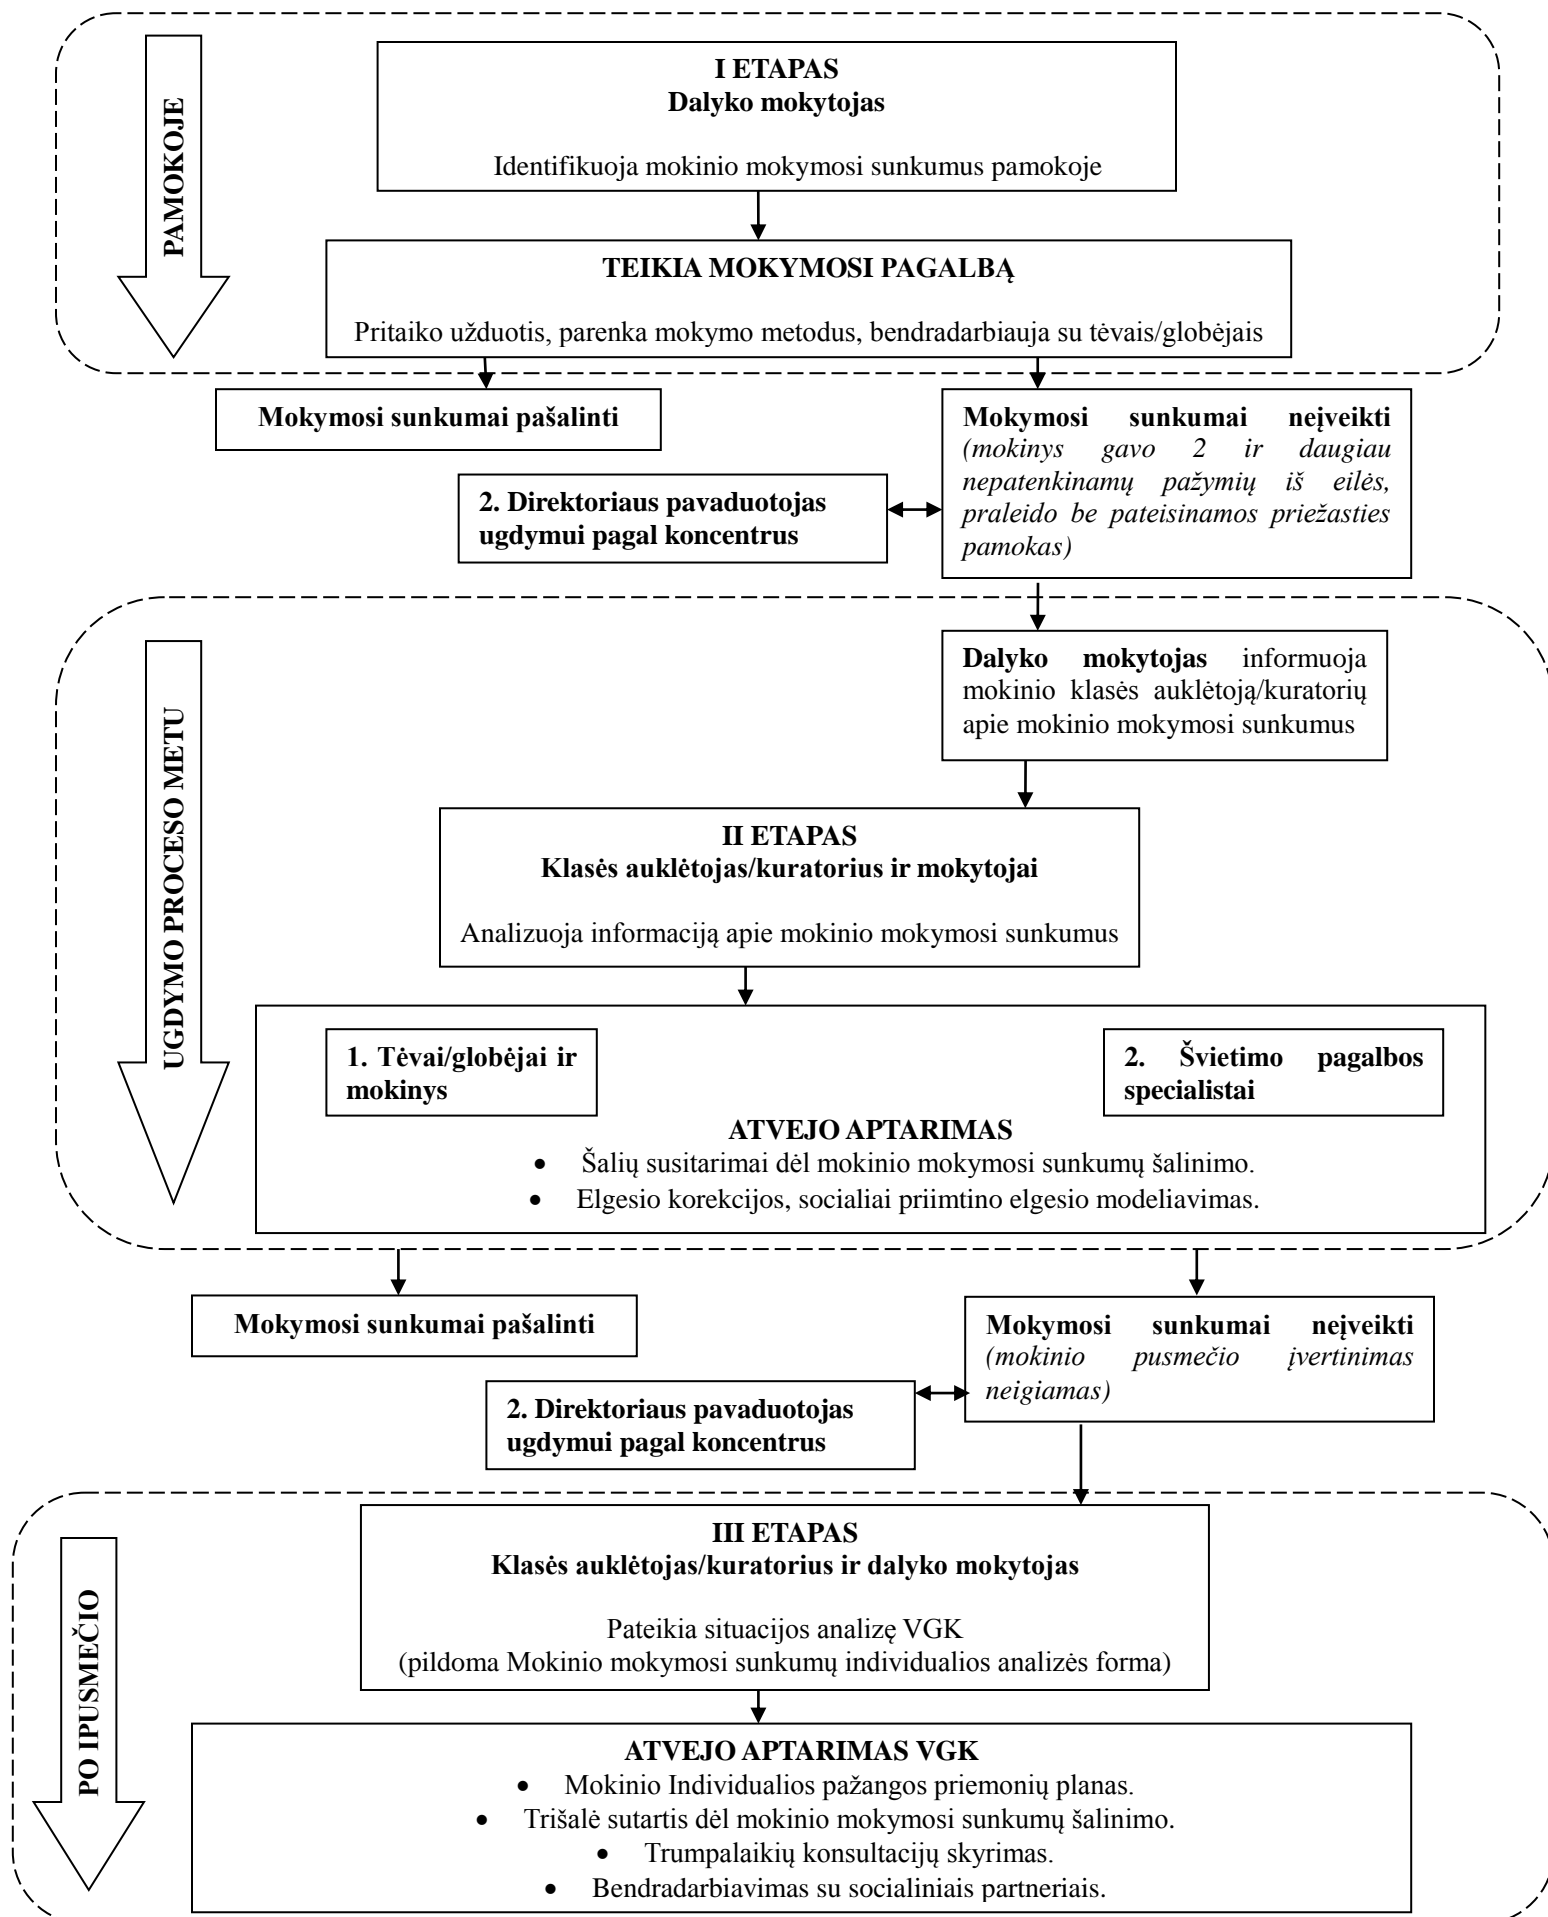 PAMOKOJE
I ETAPAS
Dalyko mokytojas
Identifikuoja mokinio mokymosi sunkumus pamokoje
TEIKIA MOKYMOSI PAGALBĄ
Pritaiko užduotis, parenka mokymo metodus, bendradarbiauja su tėvais/globėjais
Mokymosi sunkumai pašalinti
Mokymosi sunkumai neįveikti
(mokinys gavo 2 ir daugiau
nepatenkinamų pažymių iš eilės,
praleido be pateisinamos priežasties
pamokas)
2. Direktoriaus pavaduotojas
ugdymui pagal koncentrus
UGDYMO PROCESO METU
Dalyko mokytojas informuoja
mokinio klasės auklėtoją/kuratorių
apie mokinio mokymosi sunkumus
II ETAPAS
Klasės auklėtojas/kuratorius ir mokytojai
Analizuoja informaciją apie mokinio mokymosi sunkumus
1. Tėvai/globėjai ir
mokinys
2. Švietimo pagalbos
specialistai
ATVEJO APTARIMAS
• Šalių susitarimai dėl mokinio mokymosi sunkumų šalinimo.
• Elgesio korekcijos, socialiai priimtino elgesio modeliavimas.
Mokymosi sunkumai pašalinti
Mokymosi sunkumai neįveikti
(mokinio pusmečio įvertinimas
neigiamas)
2. Direktoriaus pavaduotojas
ugdymui pagal koncentrus
PO IPUSMEČIO
III ETAPAS
Klasės auklėtojas/kuratorius ir dalyko mokytojas
Pateikia situacijos analizę VGK
(pildoma Mokinio mokymosi sunkumų individualios analizės forma)
ATVEJO APTARIMAS VGK
• Mokinio Individualios pažangos priemonių planas.
• Trišalė sutartis dėl mokinio mokymosi sunkumų šalinimo.
• Trumpalaikių konsultacijų skyrimas.
• Bendradarbiavimas su socialiniais partneriais.